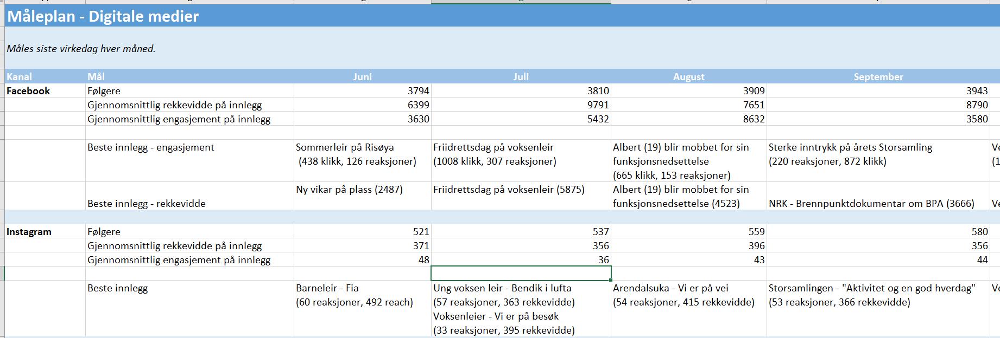 Måleplan - Digitale medier
Måles siste virkedag hver måned.
Kanal Mål Juni Juli August September
Facebook Følgere 3794 3810 3909 3943
Gjennomsnittlig rekkevidde på innlegg 6399 9791 7651 8790
Gjennomsnittlig engasjement på innlegg 3630 5432 8632 3580
Beste innlegg - engasjement Sommerleir på Risøya Friidrettsdag på voksenleir Albert (19) blir mobbet for sin Sterke inntrykk på årets Storsamling
(438 klikk, 126 reaksjoner) (1008 klikk, 307 reaksjoner) funksjonsnedsettelse (220 reaksjoner, 872 klikk)
(665 klikk, 153 reaksjoner)
Ny vikar på plass (2487) Friidrettsdag på voksenleir (5875) Albert (19) blir mobbet for sin
Beste innlegg - rekkevidde funksjonsnedsettelse (4523) NRK - Brennpunktdokumentar om BPA (3666)
Instagram Følgere 521 537 559 580
Gjennomsnittlig rekkevidde på innlegg 371 356 396 356
Gjennomsnittlig engasjement på innlegg 48 36 43 44
Beste innlegg Barneleir - Fia Ung voksen leir - Bendik i lufta Arendalsuka - Vi er på vei Storsamlingen - "Aktivitet og en god hverdag"
(60 reaksjoner, 492 reach) (57 reaksjoner, 363 rekkevidde) (54 reaksjoner, 415 rekkevidde) (53 reaksjoner, 366 rekkevidde)
Voksenleier - Vi er på besøk
(33 reaksjoner, 395 rekkevidde)